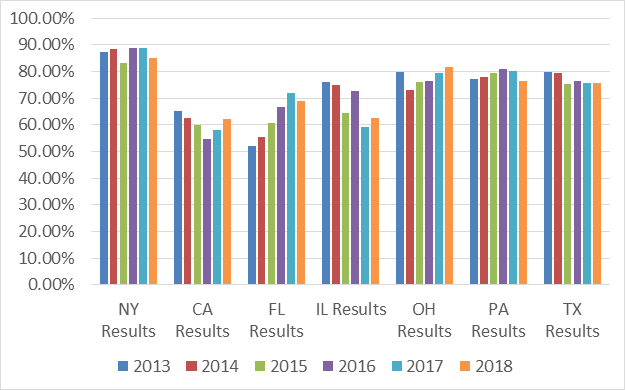 100.00%
90.00%
80.00%
70.00%
60.00%
50.00%
40.00%
30.00%
20.00%
10.00%
0.00%
NY Results
CA Results
FL Results
IL Results
OH Results
PA Results
TX Results
2013 2014 2015 2016 2017 2018